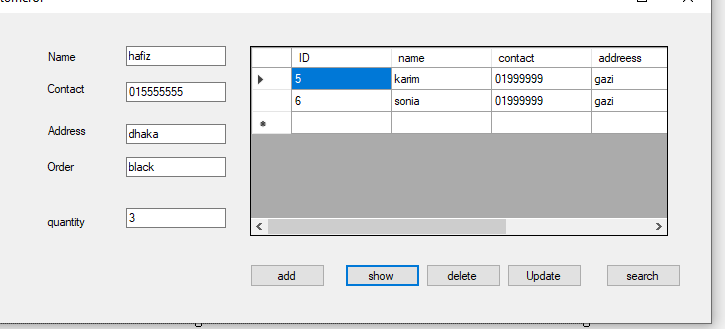 Name hafiz
Contact 015555555
Address dhaka
Order black
quantity 3
ID name contact addreess
5 karim 01999999 gazi
6 sonia 01999999 gazi
add show delete Update search